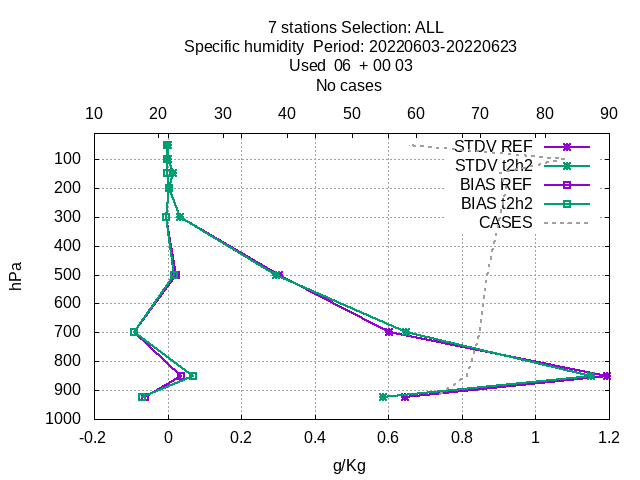 7 stations Selection: ALL
Specific humidity  Period: 20220603-20220623
Used  06  + 00 03
No cases
10 20 30 40 50 60 70 80 90
STDV REF
STDV t2h2
BIAS REF
BIAS t2h2
CASES
100
200
300
400
500
600
700
800
900
1000
hPa
-0.2 0 0.2 0.4 0.6 0.8 1 1.2
g/Kg